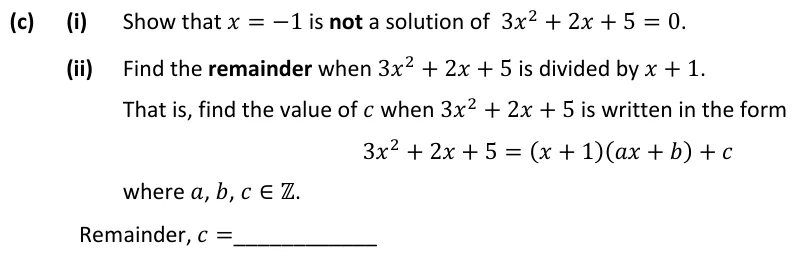 (c) (i) Show that x = −1 is not a solution of 3x² + 2x + 5 = 0.
(ii) Find the remainder when 3x² + 2x + 5 is divided by x + 1.
That is, find the value of c when 3x² + 2x + 5 is written in the form
3x² + 2x + 5 = (x + 1)(ax + b) + c
where a, b, c ∈ ℤ.
Remainder, c =____________